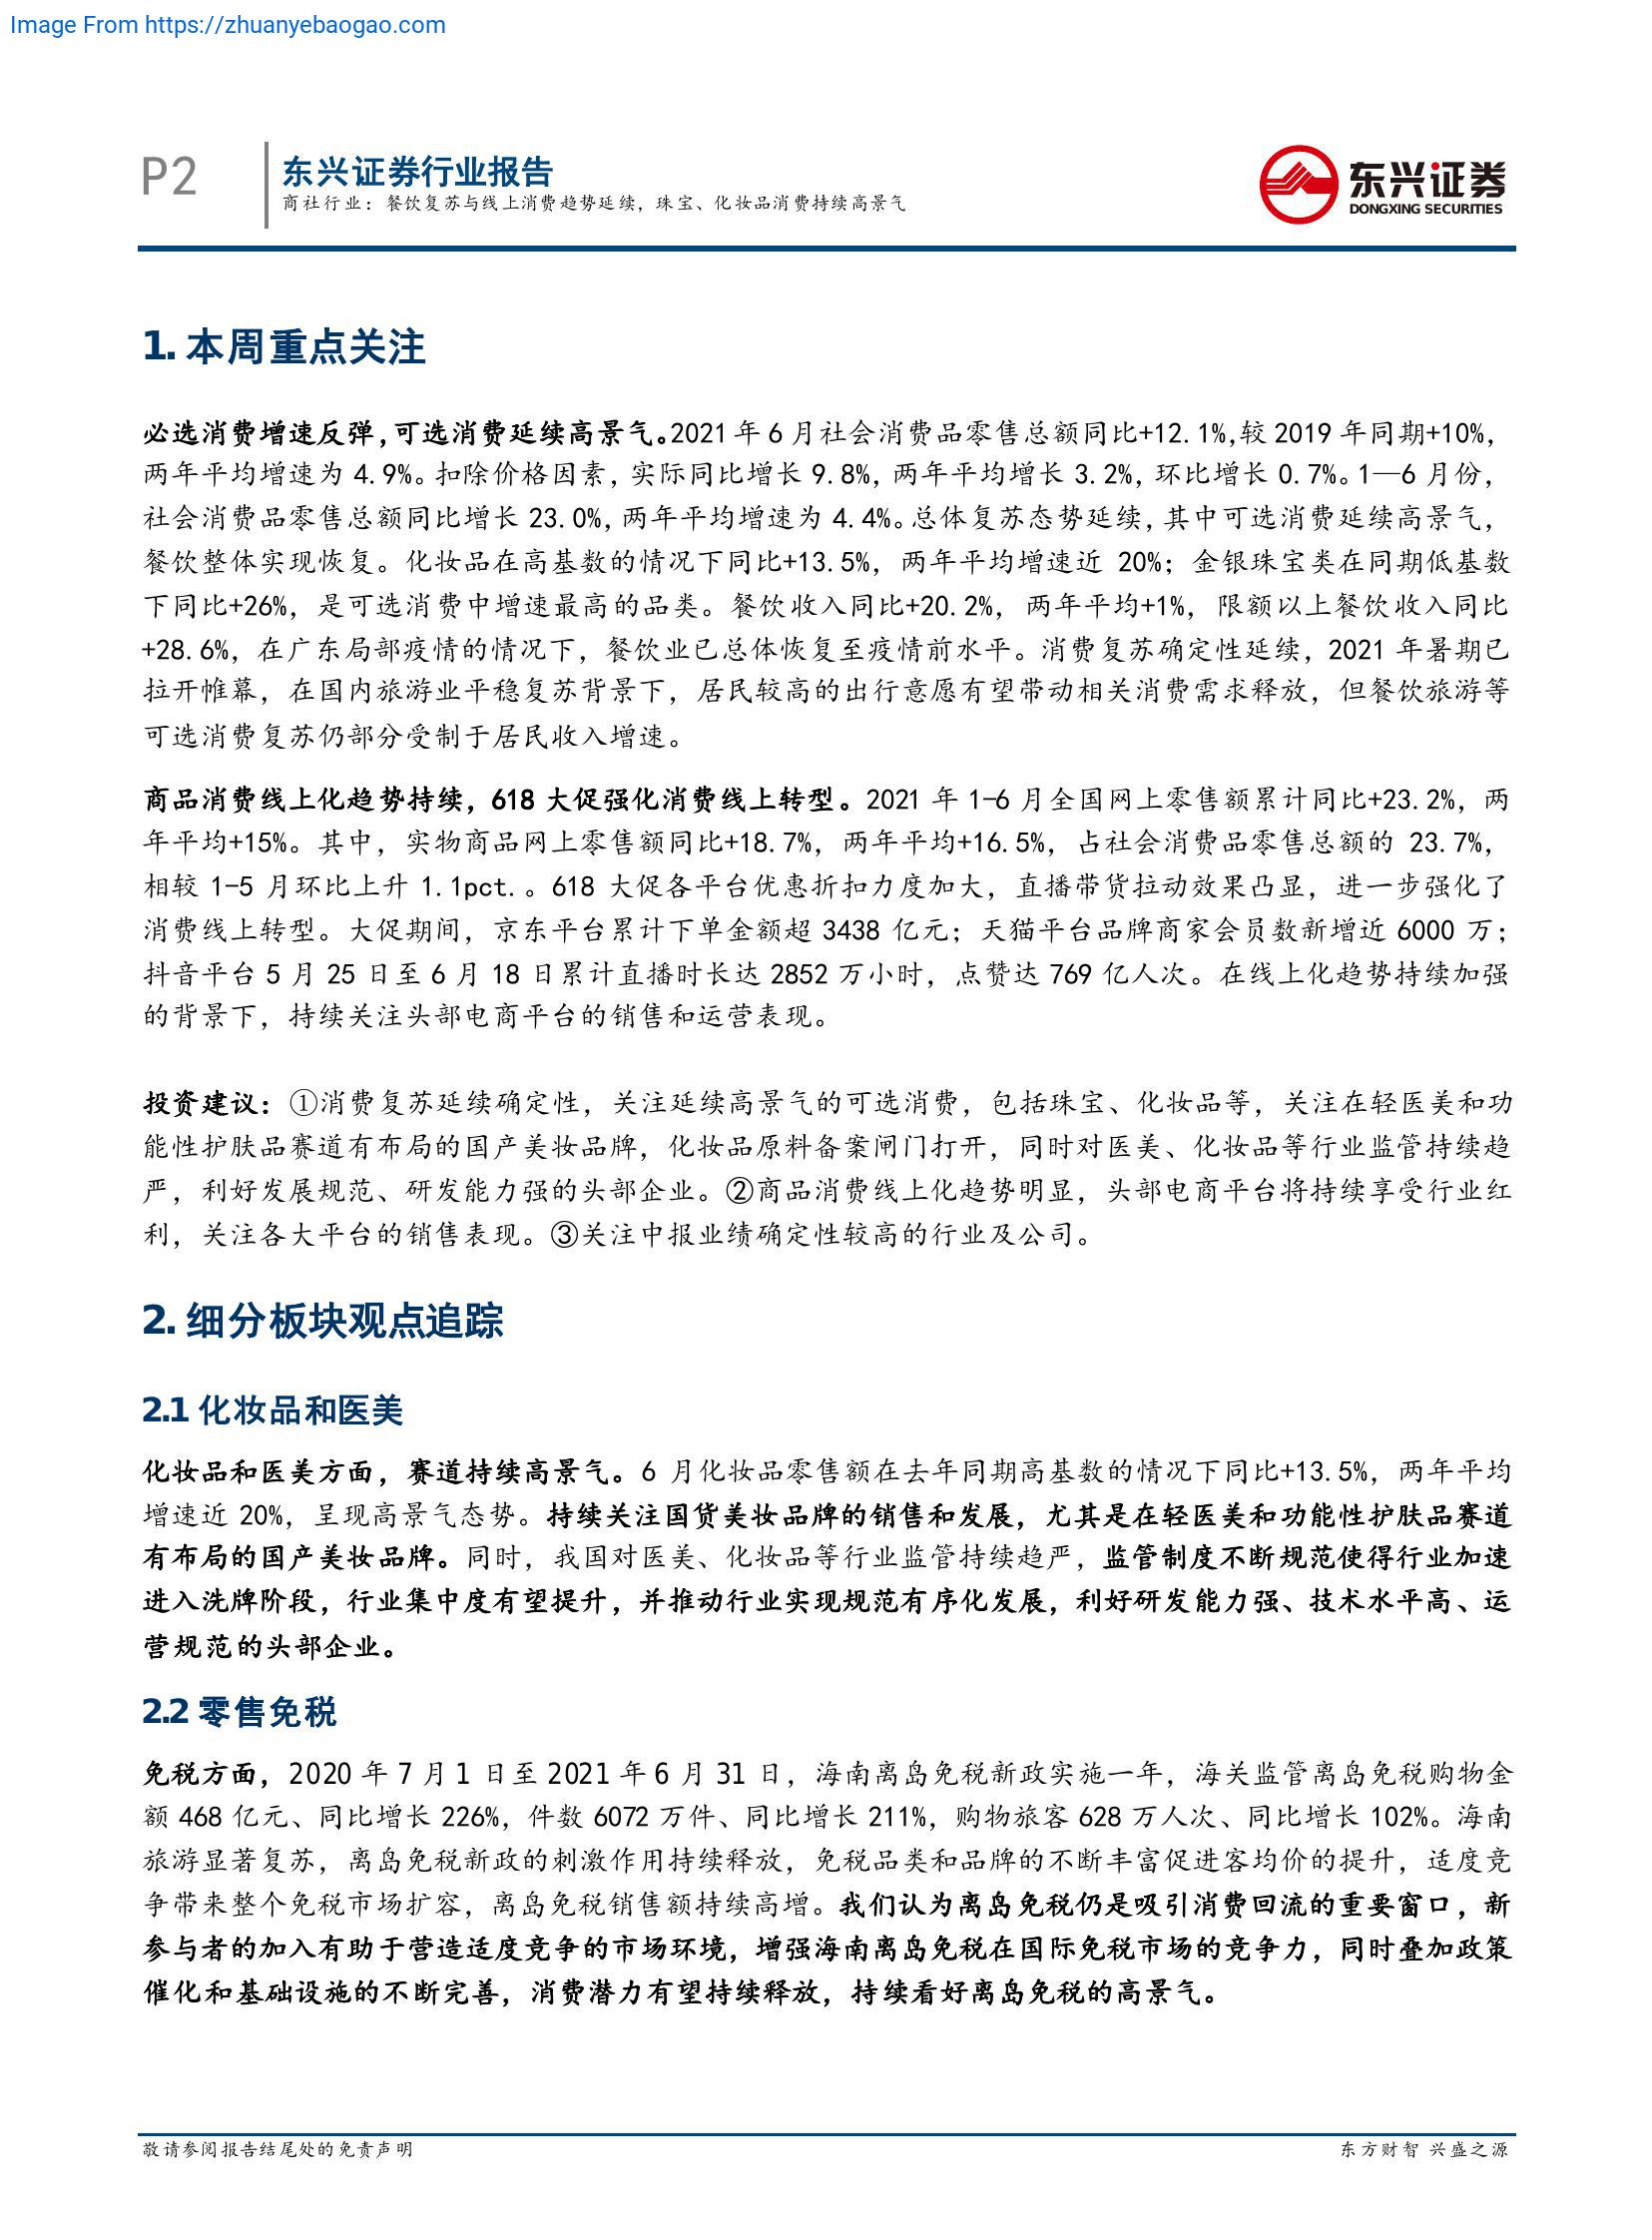 Image From https://zhuanyebaogao.com
P2
东兴证券行业报告
商社行业：餐饮复苏与线上消费趋势延续，珠宝、化妆品消费持续高景气
东兴证券
DONGXING SECURITIES
1. 本周重点关注
必选消费增速反弹，可选消费延续高景气。2021 年 6 月社会消费品零售总额同比+12.1%，较 2019 年同期+10%，
两年平均增速为 4.9%。扣除价格因素，实际同比增长 9.8%，两年平均增长 3.2%，环比增长 0.7%。1—6 月份，
社会消费品零售总额同比增长 23.0%，两年平均增速为 4.4%。总体复苏态势延续，其中可选消费延续高景气，
餐饮整体实现恢复。化妆品在高基数的情况下同比+13.5%，两年平均增速近 20%；金银珠宝类在同期低基数
下同比+26%，是可选消费中增速最高的品类。餐饮收入同比+20.2%，两年平均+1%，限额以上餐饮收入同比
+28.6%，在广东局部疫情的情况下，餐饮业已总体恢复至疫情前水平。消费复苏确定性延续，2021 年暑期已
拉开帷幕，在国内旅游业平稳复苏背景下，居民较高的出行意愿有望带动相关消费需求释放，但餐饮旅游等
可选消费复苏仍部分受制于居民收入增速。
商品消费线上化趋势持续，618 大促强化消费线上转型。2021 年 1-6 月全国网上零售额累计同比+23.2%，两
年平均+15%。其中，实物商品网上零售额同比+18.7%，两年平均+16.5%，占社会消费品零售总额的 23.7%，
相较 1-5 月环比上升 1.1pct.。618 大促各平台优惠折扣力度加大，直播带货拉动效果凸显，进一步强化了
消费线上转型。大促期间，京东平台累计下单金额超 3438 亿元；天猫平台品牌商家会员数新增近 6000 万；
抖音平台 5 月 25 日至 6 月 18 日累计直播时长达 2852 万小时，点赞达 769 亿人次。在线上化趋势持续加强
的背景下，持续关注头部电商平台的销售和运营表现。
投资建议：①消费复苏延续确定性，关注延续高景气的可选消费，包括珠宝、化妆品等，关注在轻医美和功
能性护肤品赛道有布局的国产美妆品牌，化妆品原料备案闸门打开，同时对医美、化妆品等行业监管持续趋
严，利好发展规范、研发能力强的头部企业。②商品消费线上化趋势明显，头部电商平台将持续享受行业红
利，关注各大平台的销售表现。③关注中报业绩确定性较高的行业及公司。
2. 细分板块观点追踪
2.1 化妆品和医美
化妆品和医美方面，赛道持续高景气。6 月化妆品零售额在去年同期高基数的情况下同比+13.5%，两年平均
增速近 20%，呈现高景气态势。持续关注国货美妆品牌的销售和发展，尤其是在轻医美和功能性护肤品赛道
有布局的国产美妆品牌。同时，我国对医美、化妆品等行业监管持续趋严，监管制度不断规范使得行业加速
进入洗牌阶段，行业集中度有望提升，并推动行业实现规范有序化发展，利好研发能力强、技术水平高、运
营规范的头部企业。
2.2 零售免税
免税方面，2020 年 7 月 1 日至 2021 年 6 月 31 日，海南离岛免税新政实施一年，海关监管离岛免税购物金
额 468 亿元、同比增长 226%，件数 6072 万件、同比增长 211%，购物旅客 628 万人次、同比增长 102%。海南
旅游显著复苏，离岛免税新政的刺激作用持续释放，免税品类和品牌的不断丰富促进客均价的提升，适度竞
争带来整个免税市场扩容，离岛免税销售额持续高增。我们认为离岛免税仍是吸引消费回流的重要窗口，新
参与者的加入有助于营造适度竞争的市场环境，增强海南离岛免税在国际免税市场的竞争力，同时叠加政策
催化和基础设施的不断完善，消费潜力有望持续释放，持续看好离岛免税的高景气。
敬请参阅报告结尾处的免责声明
东方财智 兴盛之源